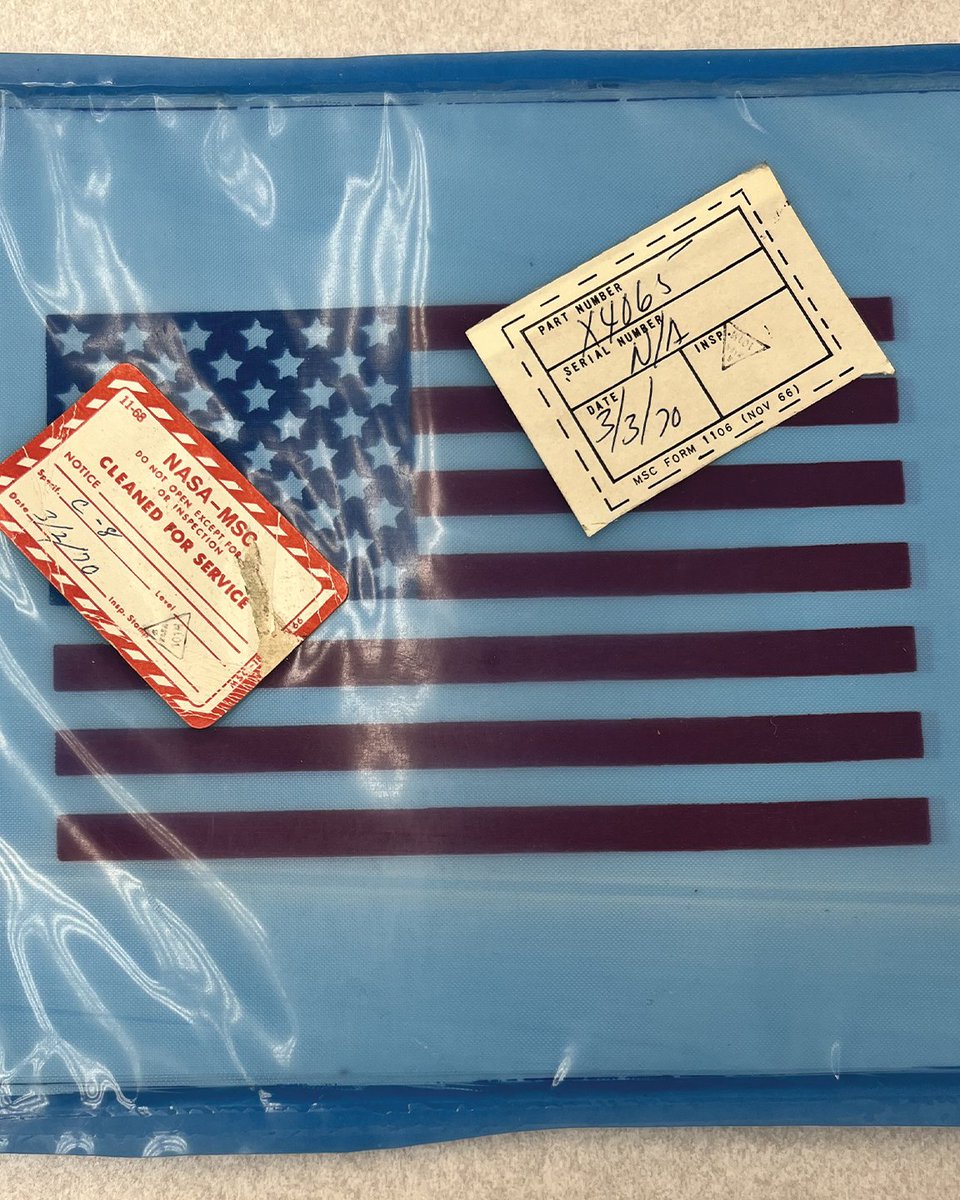 11-68
NASA-MSC
DO NOT OPEN EXCEPT FOR
OR INSPECTION
CLEANED FOR SERVICE
NOTICE
Specif. C-8
Date 3/3/70
Level
Insp. Stamp
PART NUMBER
X4065
SERIAL NUMBER
N/A
DATE
3/3/70
INSP.
MSC FORM 1106 (NOV 66)